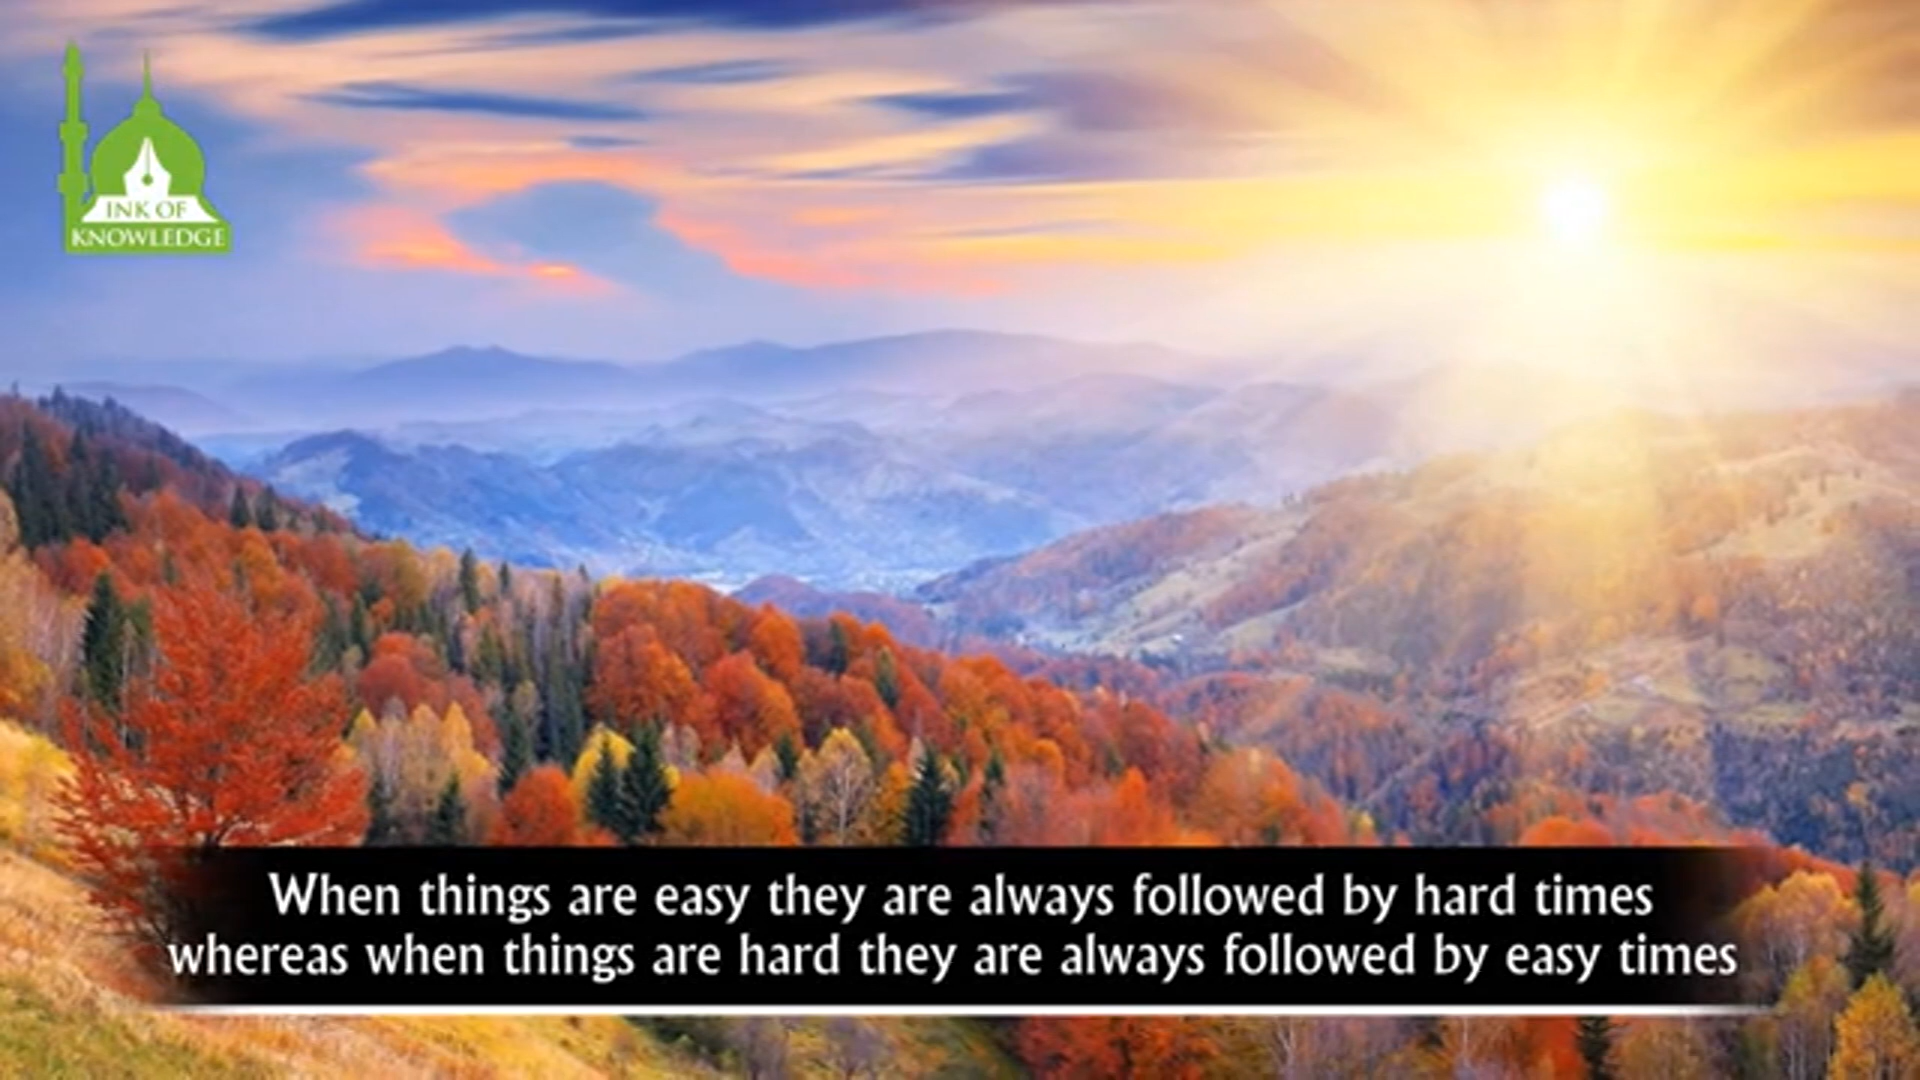 INK OF
KNOWLEDGE
When things are easy they are always followed by hard times
whereas when things are hard they are always followed by easy times